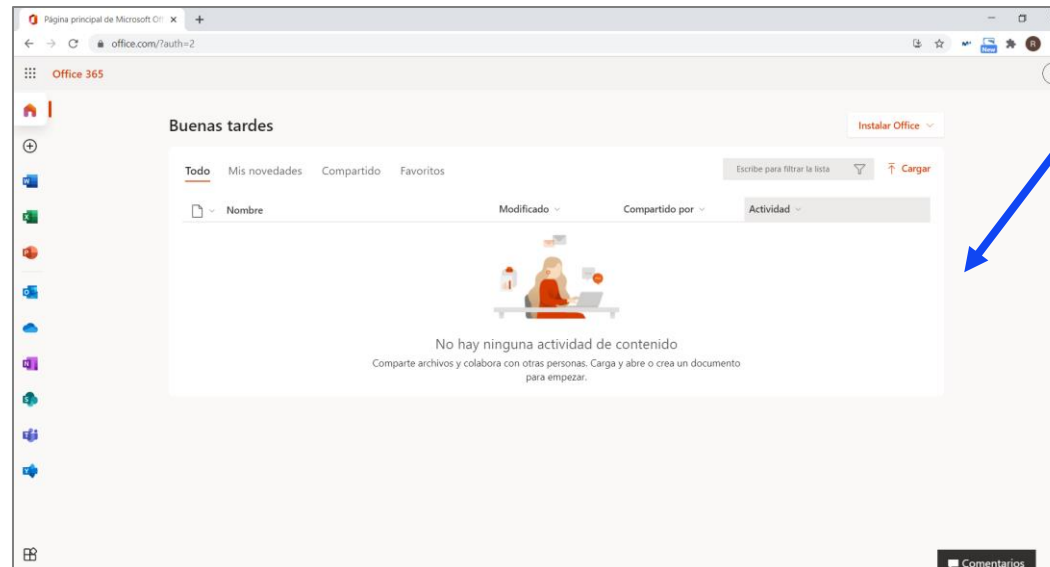 Página principal de Microsoft Off
office.com/?auth=2
New
R
Office 365
Buenas tardes
Instalar Office
Todo Mis novedades Compartido Favoritos
Escribe para filtrar la lista
Cargar
Nombre Modificado Compartido por Actividad
No hay ninguna actividad de contenido
Comparte archivos y colabora con otras personas. Carga y abre o crea un documento
para empezar.
Comentarios